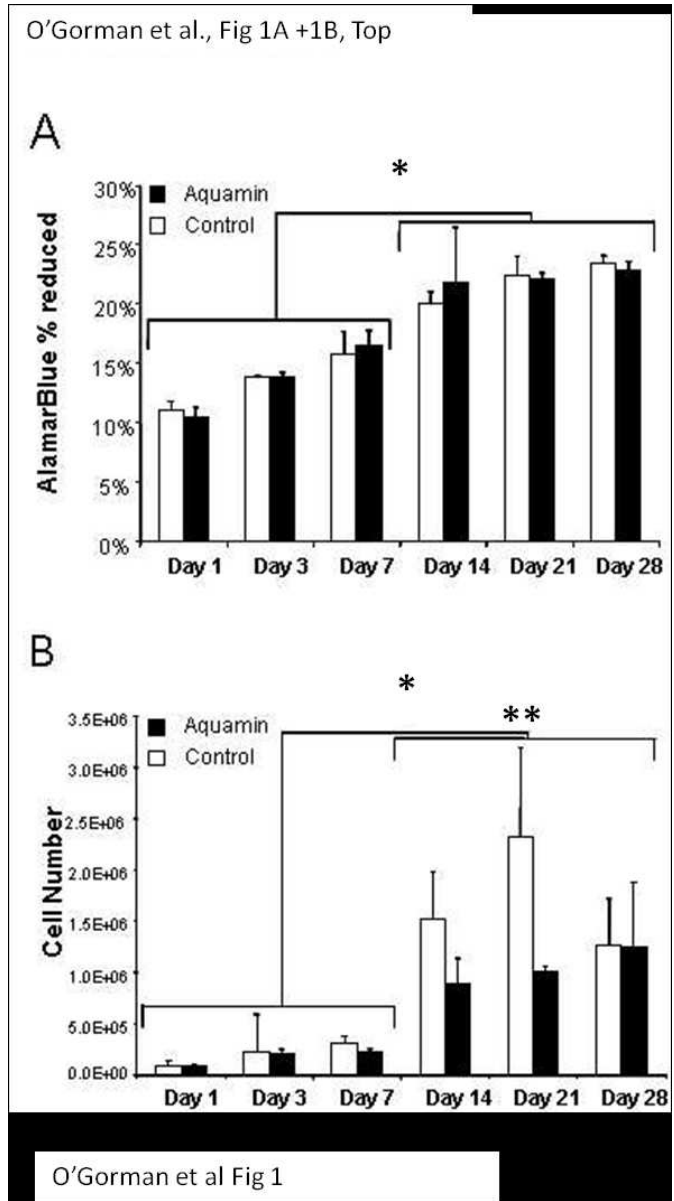 O'Gorman et al., Fig 1A +1B, Top
A
*
30%
25%
20%
15%
10%
5%
0%
AlamarBlue % reduced
Aquamin
Control
Day 1 Day 3 Day 7 Day 14 Day 21 Day 28
B
*
**
3.5E+06
3.0E+06
2.5E+06
2.0E+06
1.5E+06
1.0E+06
5.0E+05
0.0E+00
Cell Number
Aquamin
Control
Day 1 Day 3 Day 7 Day 14 Day 21 Day 28
O'Gorman et al Fig 1